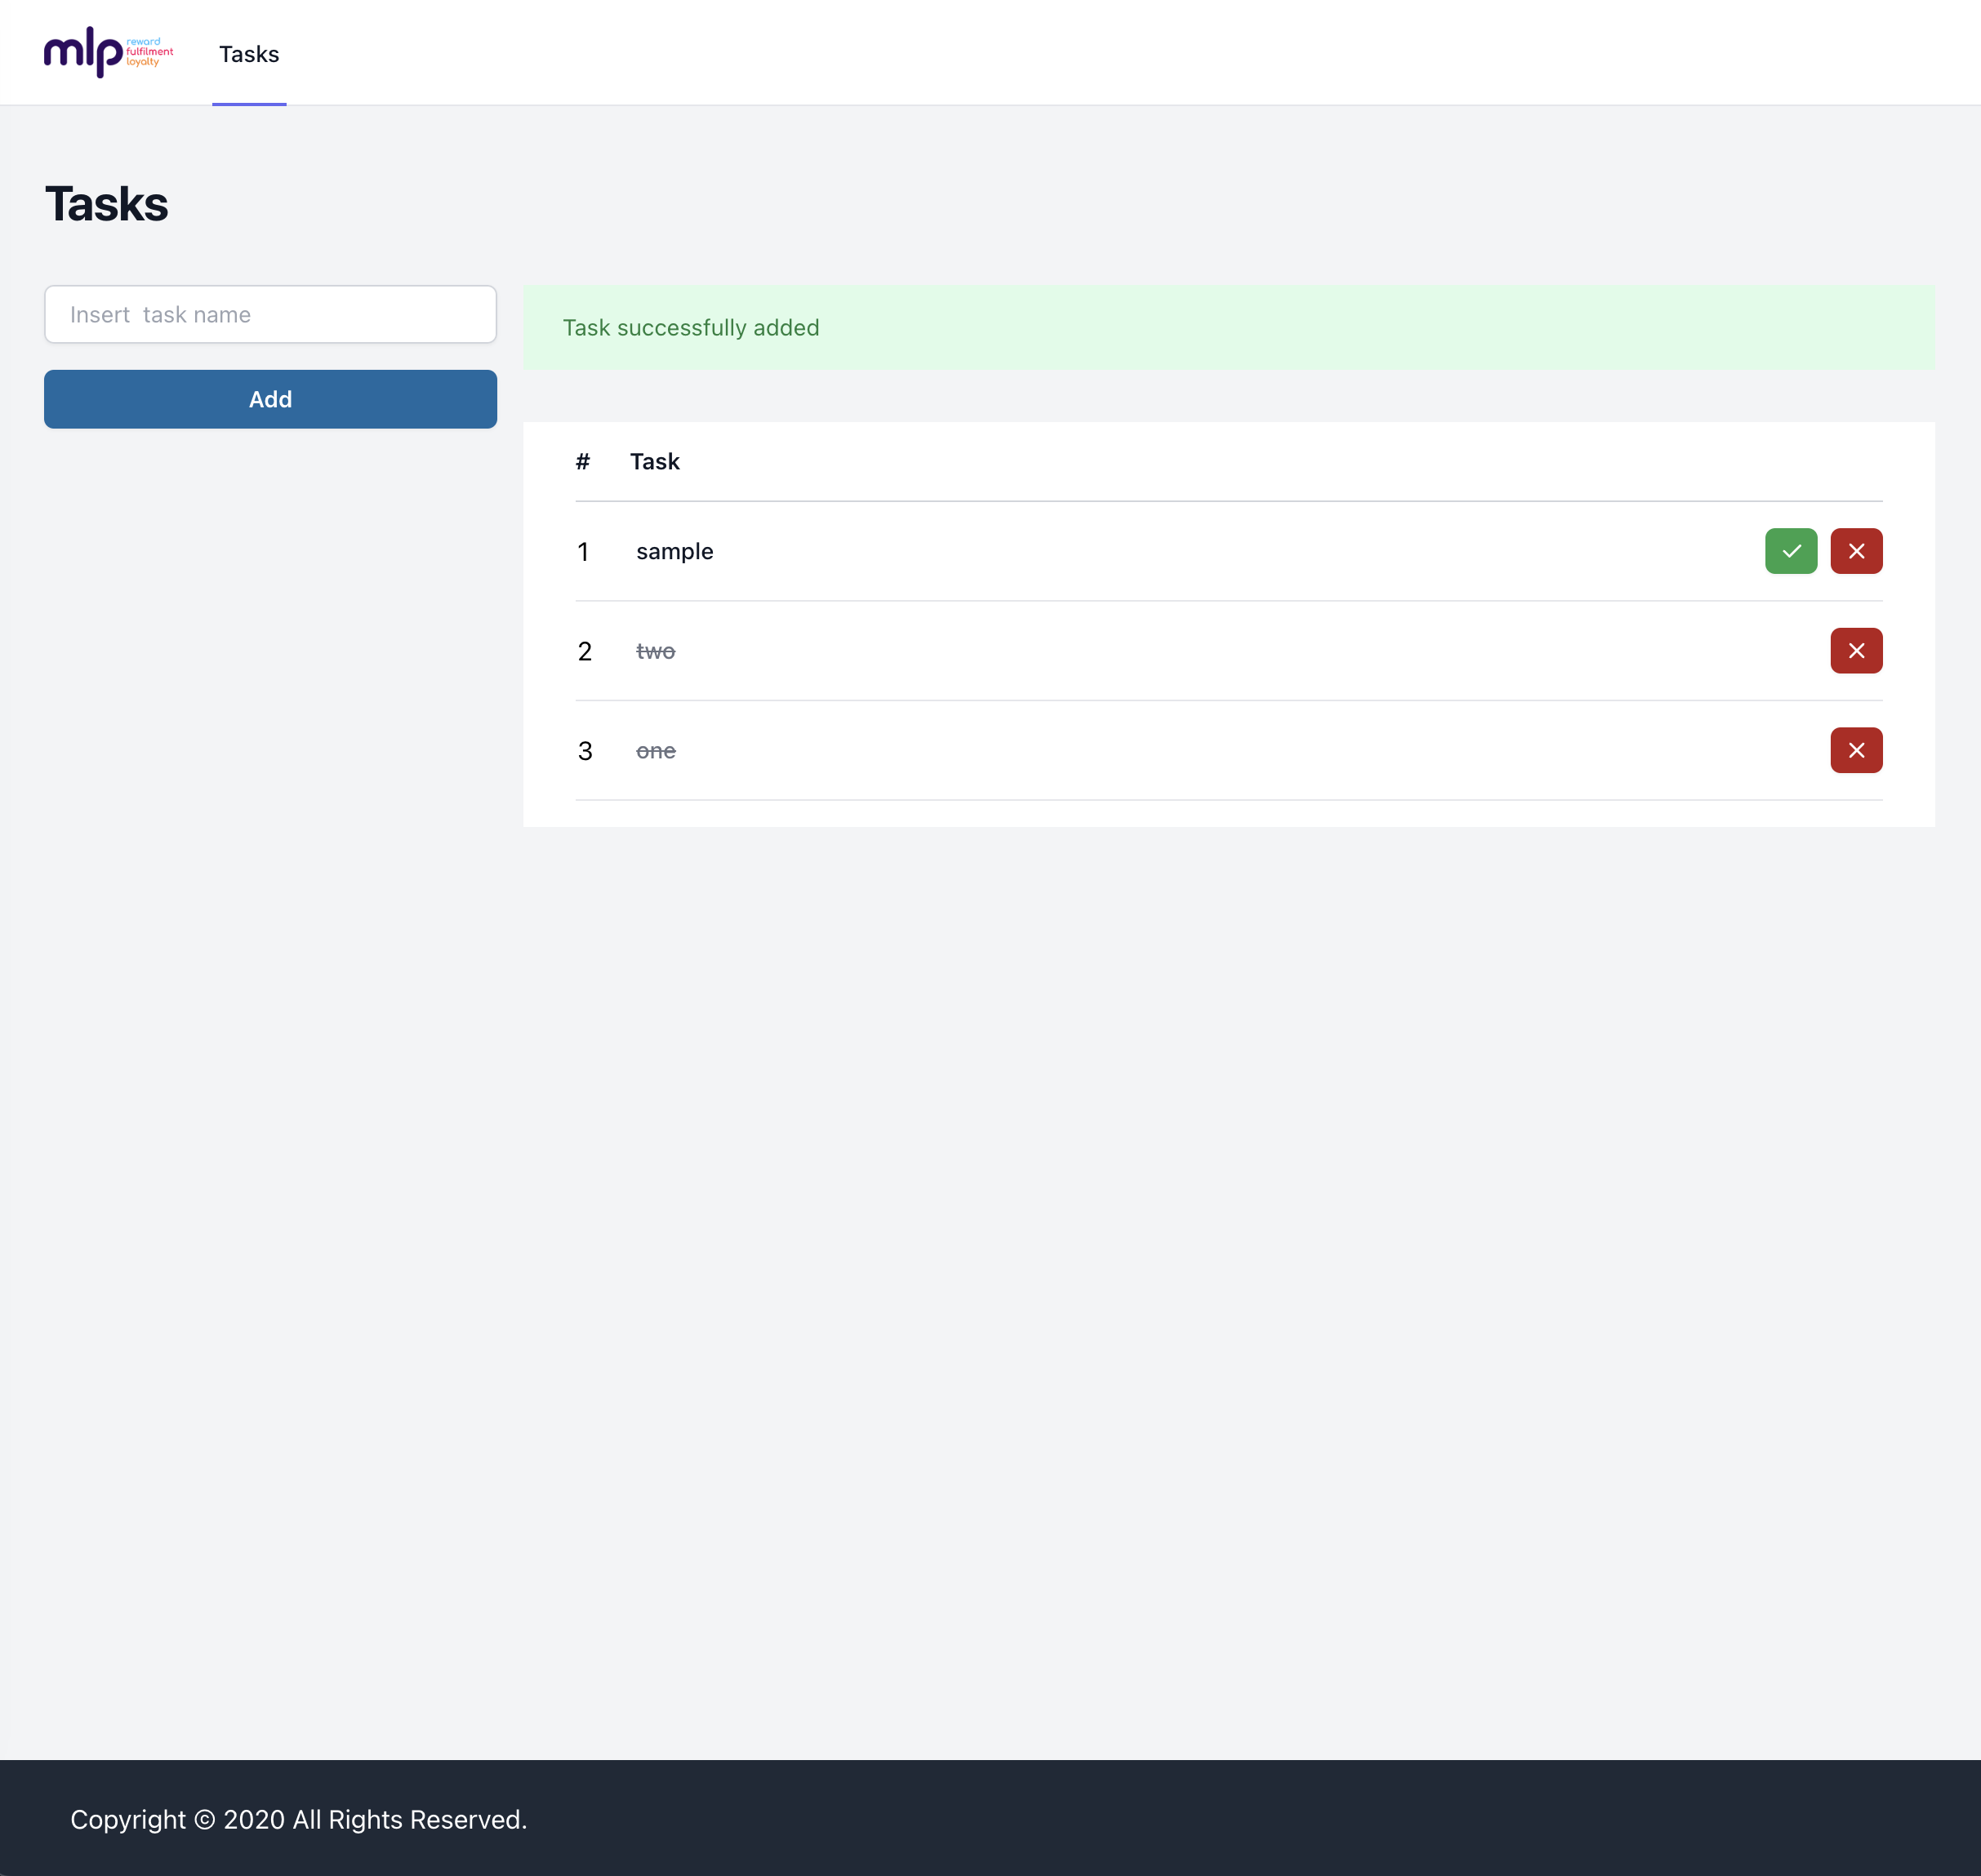 mlp
reward
fulfilment
loyalty
Tasks
Tasks
Insert task name
Add
Task successfully added
# Task
1 sample
2 two
3 one
Copyright © 2020 All Rights Reserved.